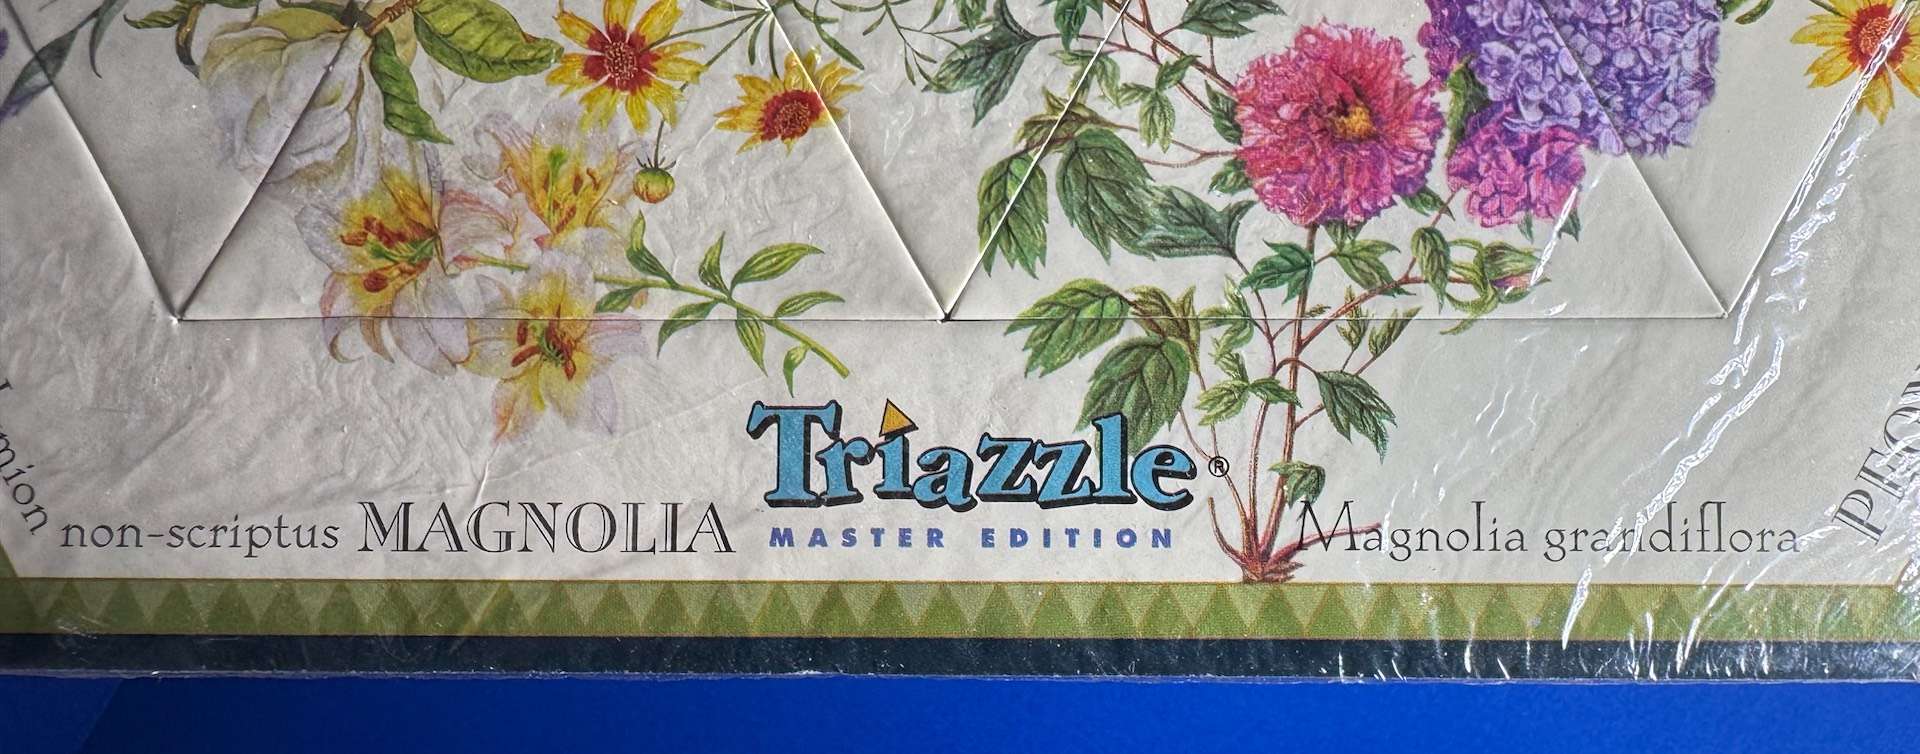 non-scriptus MAGNOLIA
Triazzle®
MASTER EDITION
Magnolia grandiflora